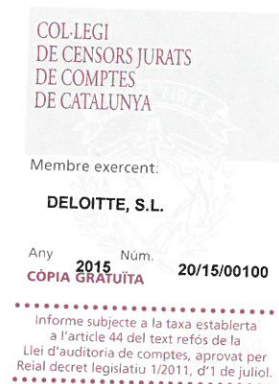 COL·LEGI
DE CENSORS JURATS
DE COMPTES
DE CATALUNYA
Membre exercent:
DELOITTE, S.L.
Any 2015 Núm. 20/15/00100
CÒPIA GRATUÏTA
Informe subjecte a la taxa establerta
a l'article 44 del text refós de la
Llei d'auditoria de comptes, aprovat per
Reial decret legislatiu 1/2011, d'1 de juliol.